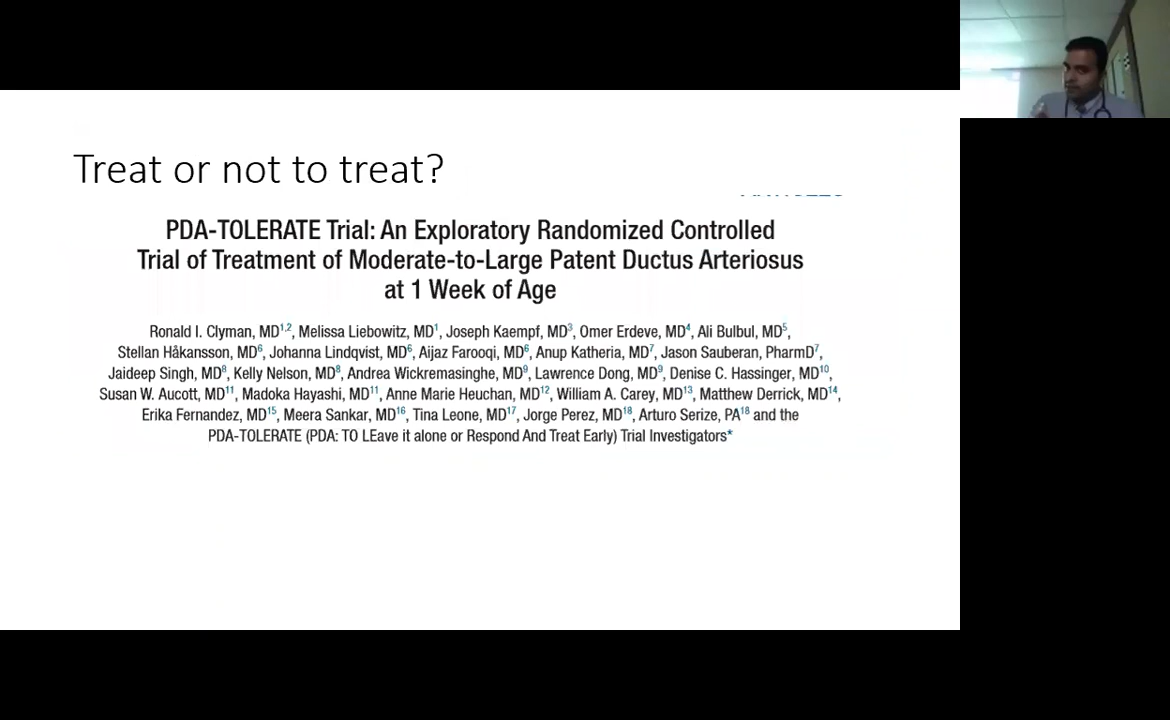 Treat or not to treat?
PDA-TOLERATE Trial: An Exploratory Randomized Controlled
Trial of Treatment of Moderate-to-Large Patent Ductus Arteriosus
at 1 Week of Age
Ronald I. Clyman, MD1,2, Melissa Liebowitz, MD1, Joseph Kaempf, MD3, Omer Erdeve, MD4, Ali Bulbul, MD5,
Stellan Håkansson, MD6, Johanna Lindqvist, MD6, Aijaz Farooqi, MD6, Anup Katheria, MD7, Jason Sauberan, PharmD7,
Jaideep Singh, MD8, Kelly Nelson, MD8, Andrea Wickremasinghe, MD9, Lawrence Dong, MD9, Denise C. Hassinger, MD10,
Susan W. Aucott, MD11, Madoka Hayashi, MD11, Anne Marie Heuchan, MD12, William A. Carey, MD13, Matthew Derrick, MD14,
Erika Fernandez, MD15, Meera Sankar, MD16, Tina Leone, MD17, Jorge Perez, MD18, Arturo Serize, PA18 and the
PDA-TOLERATE (PDA: TO LEave it alone or Respond And Treat Early) Trial Investigators*